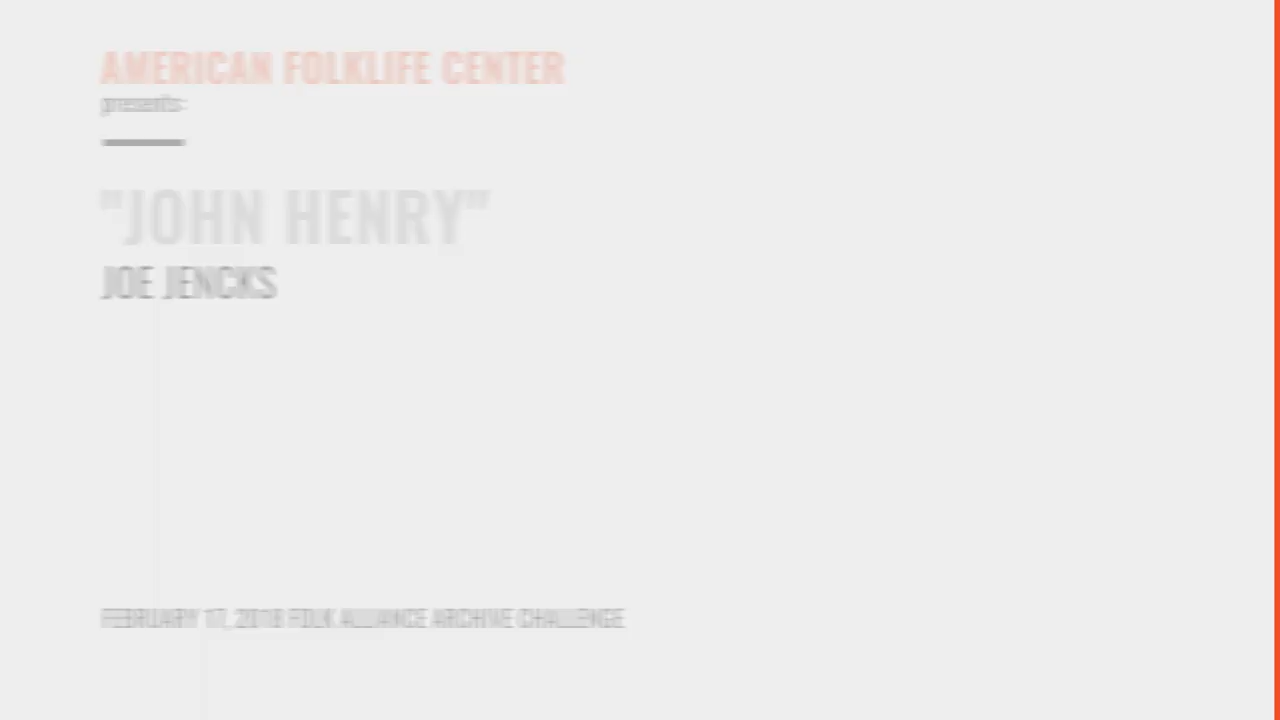 AMERICAN FOLKLIFE CENTER
presents:
"JOHN HENRY"
JOE JENCKS
FEBRUARY 17, 2018 FOLK ALLIANCE ARCHIVE CHALLENGE